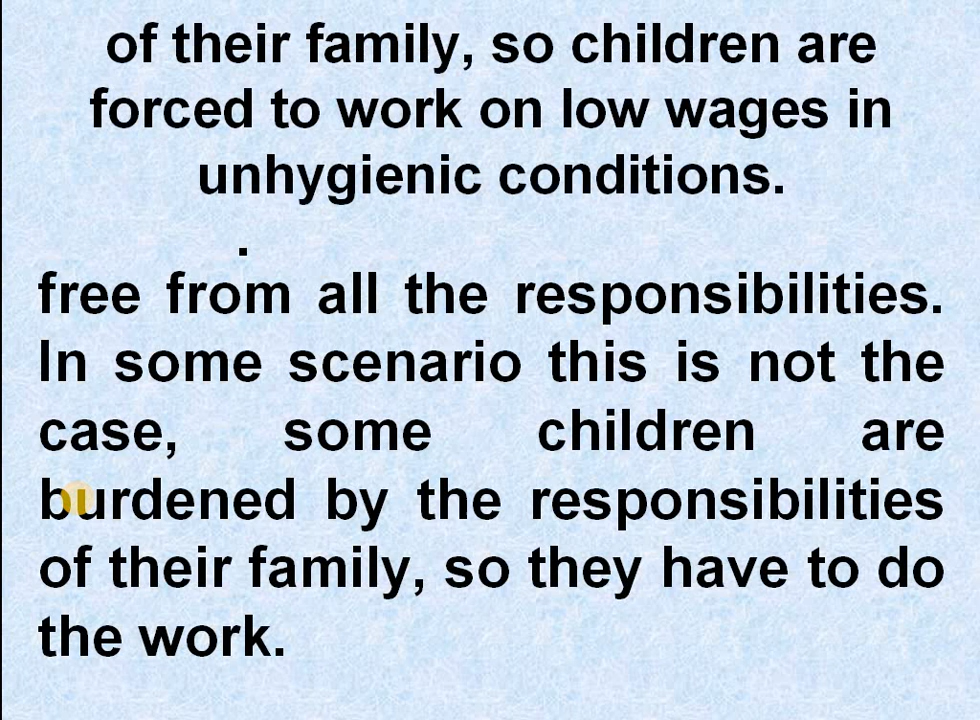 of their family, so children are
forced to work on low wages in
unhygienic conditions.
.
free from all the responsibilities.
In some scenario this is not the
case, some children are
burdened by the responsibilities
of their family, so they have to do
the work.